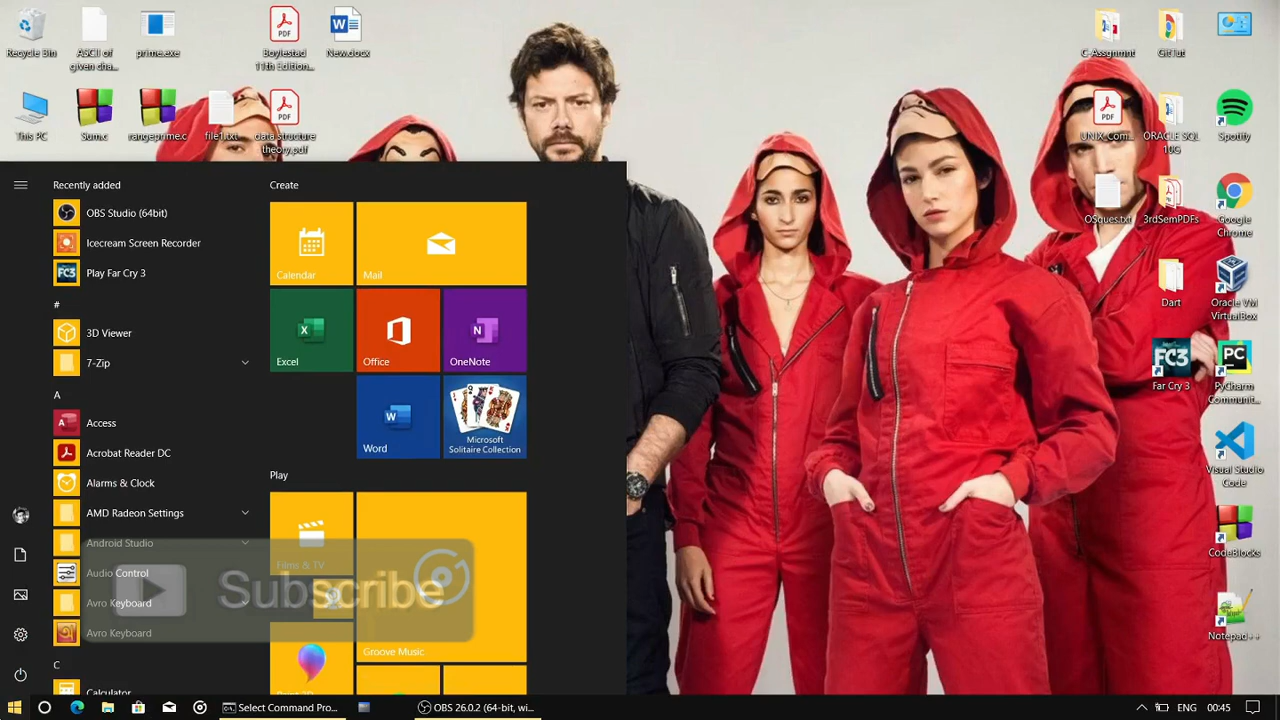 Recycle Bin
ASCII of
given cha...
prime.exe
Boylestad
11th Edition...
New.docx
C-Assgnmnt
GitTut
This PC
Sum.c
rangeprime.c
file1.txt
data structure
theory.pdf
UNIX_Com...
ORACLE SQL
10G
Spotify
OSques.txt
3rdSemPDFs
Google
Chrome
Dart
Oracle VM
VirtualBox
Far Cry 3
PyCharm
Communit...
Visual Studio
Code
CodeBlocks
Notepad++
Recently added
OBS Studio (64bit)
Icecream Screen Recorder
Play Far Cry 3
#
3D Viewer
7-Zip
A
Access
Acrobat Reader DC
Alarms & Clock
AMD Radeon Settings
Android Studio
Audio Control
Avro Keyboard
Avro Keyboard
C
Calculator
Create
Calendar
Mail
Excel
Office
OneNote
Word
Microsoft
Solitaire Collection
Play
Films & TV
Groove Music
Paint 3D
Subscribe
Select Command Pro...
OBS 26.0.2 (64-bit, wi...
ENG
00:45